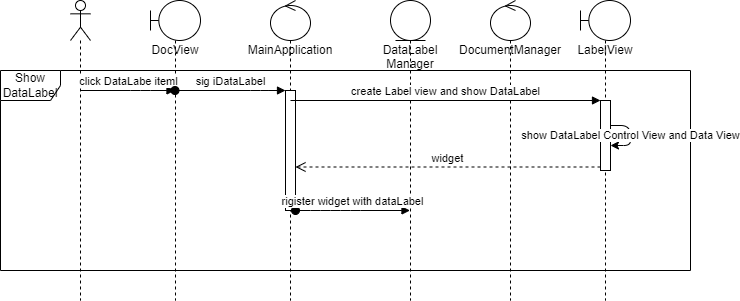 DocView
MainApplication
DataLabel
Manager
DocumentManager
LabelView
Show
DataLabel
click DataLabe iteml
sig iDataLabel
create Label view and show DataLabel
show DataLabel Control View and Data View
widget
rigister widget with dataLabel